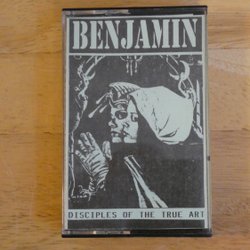 BENJAMIN
DISCIPLES OF THE TRUE ART